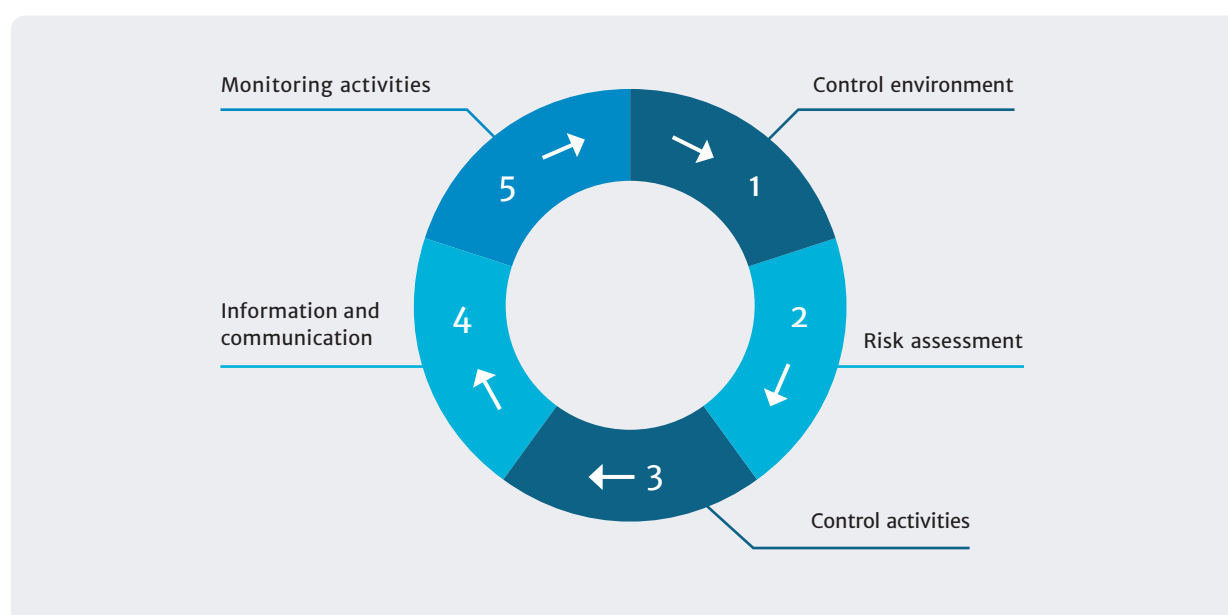 Monitoring activities
Control environment
5
1
Information and
communication
4
2
Risk assessment
3
Control activities